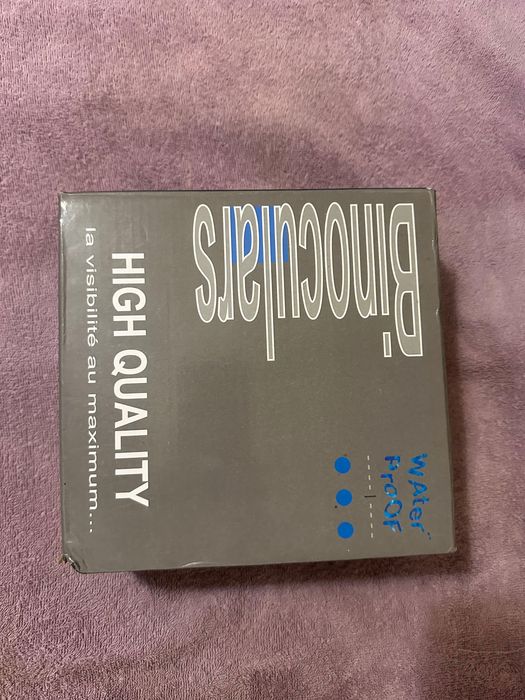 Binoculars
WAter
PrOOF
HIGH QUALITY
la visibilité au maximum...